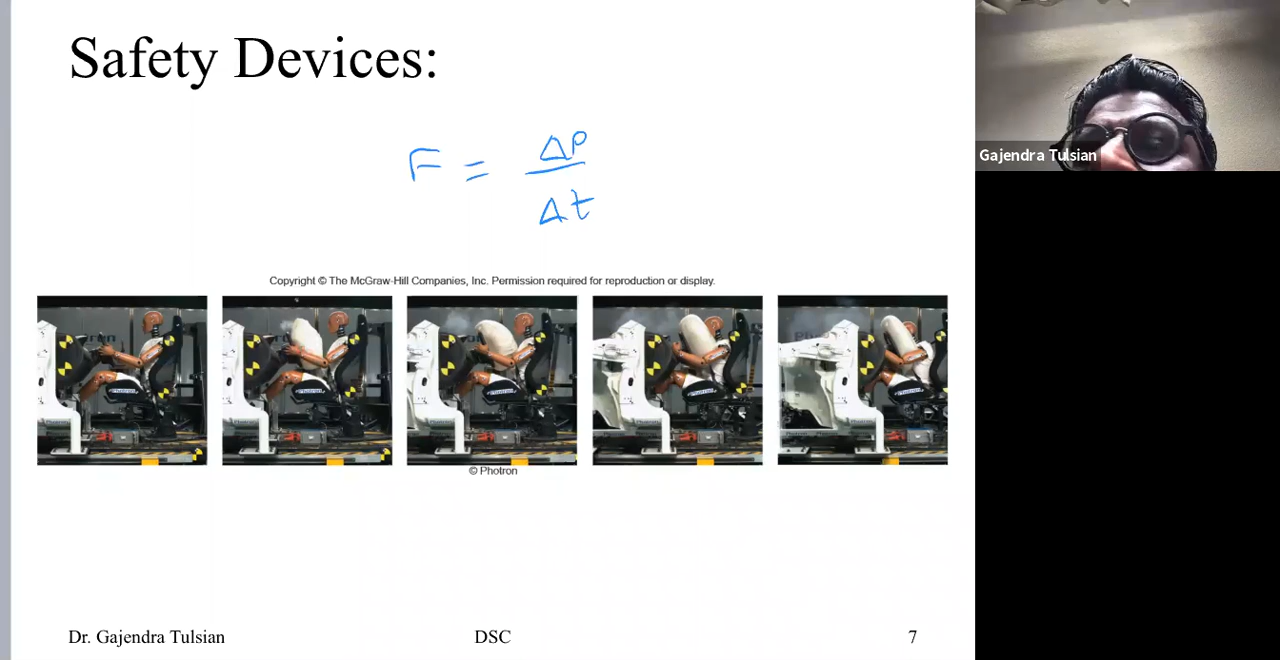 Safety Devices:
F = ΔP
Δt
Copyright © The McGraw-Hill Companies, Inc. Permission required for reproduction or display.
© Photron
Dr. Gajendra Tulsian
DSC
7
Gajendra Tulsian